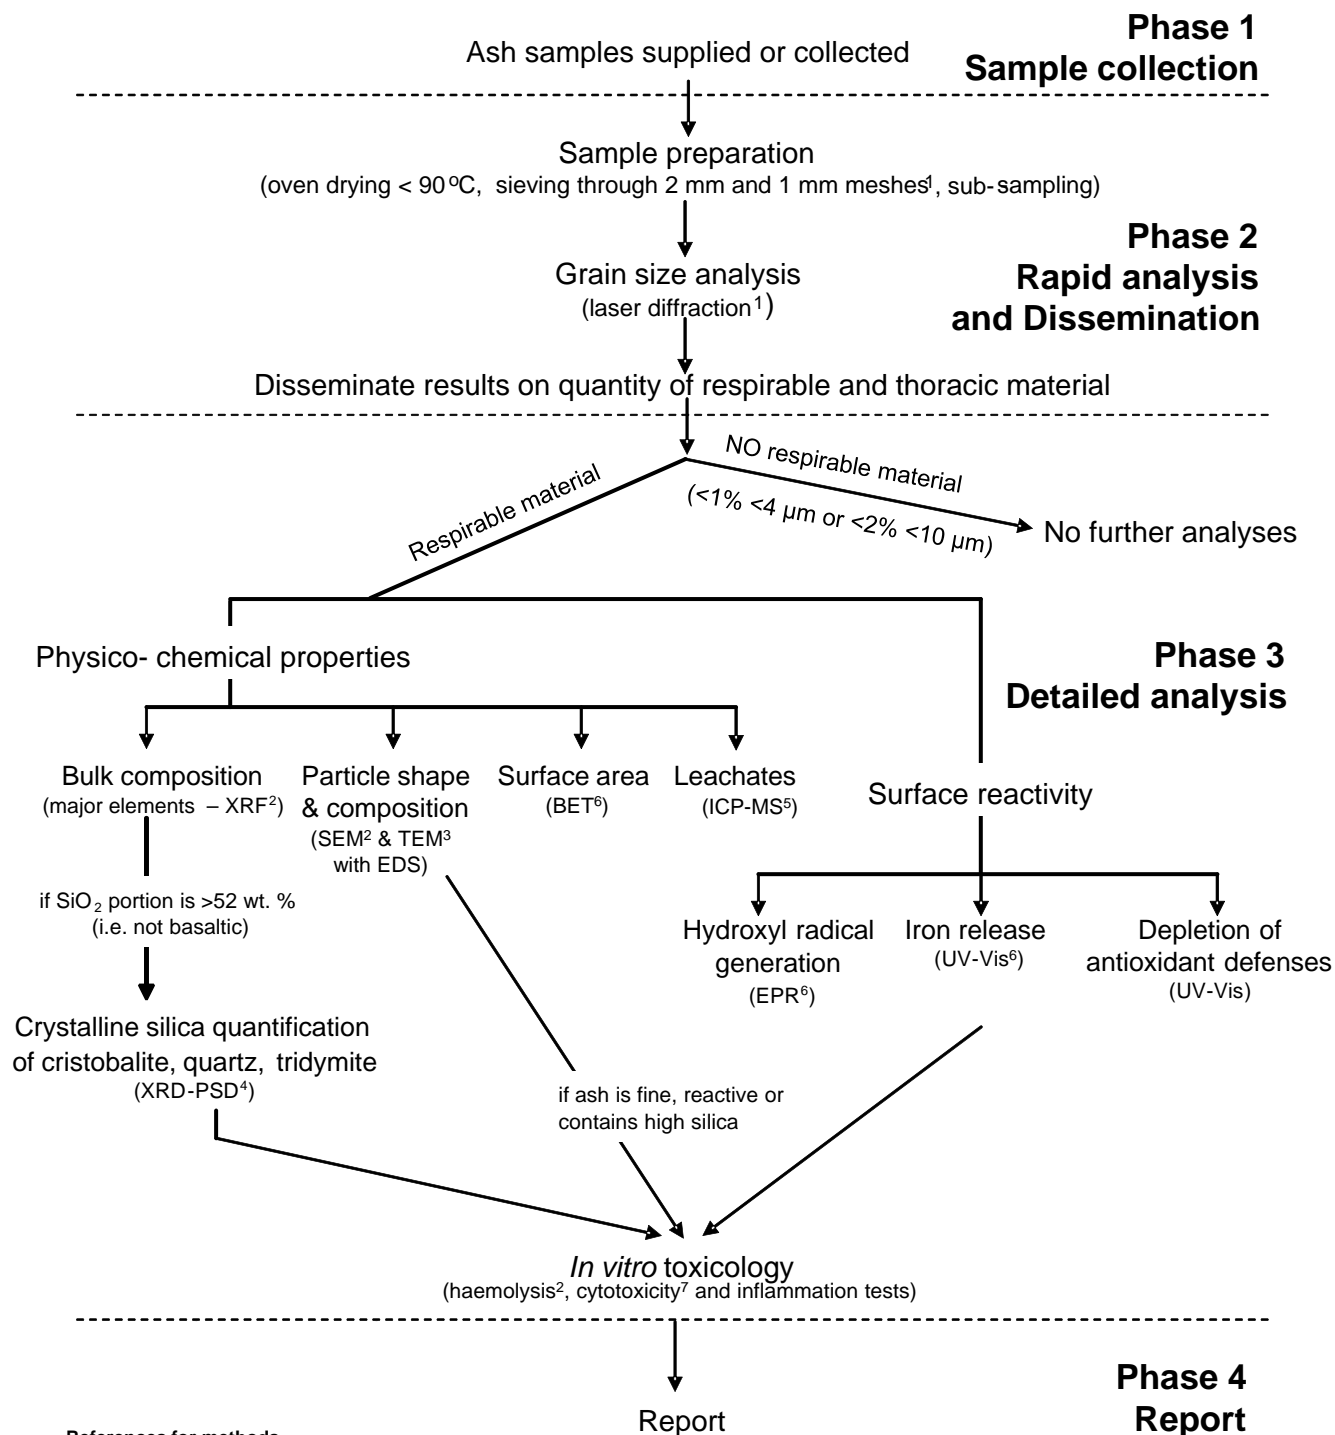 Phase 1
Sample collection
Ash samples supplied or collected
Sample preparation
(oven drying < 90 °C, sieving through 2 mm and 1 mm meshes¹, sub-sampling)
Phase 2
Rapid analysis
and Dissemination
Grain size analysis
(laser diffraction¹)
Disseminate results on quantity of respirable and thoracic material
Respirable material
NO respirable material
(<1% <4 µm or <2% <10 µm)
No further analyses
Phase 3
Detailed analysis
Physico- chemical properties
Bulk composition
(major elements – XRF²)
Particle shape
& composition
(SEM² & TEM³
with EDS)
Surface area
(BET⁶)
Leachates
(ICP-MS⁵)
Surface reactivity
if SiO₂ portion is >52 wt. %
(i.e. not basaltic)
Hydroxyl radical
generation
(EPR⁶)
Iron release
(UV-Vis⁶)
Depletion of
antioxidant defenses
(UV-Vis)
Crystalline silica quantification
of cristobalite, quartz, tridymite
(XRD-PSD⁴)
if ash is fine, reactive or
contains high silica
In vitro toxicology
(haemolysis², cytotoxicity⁷ and inflammation tests)
Phase 4
Report
Report
References for methods